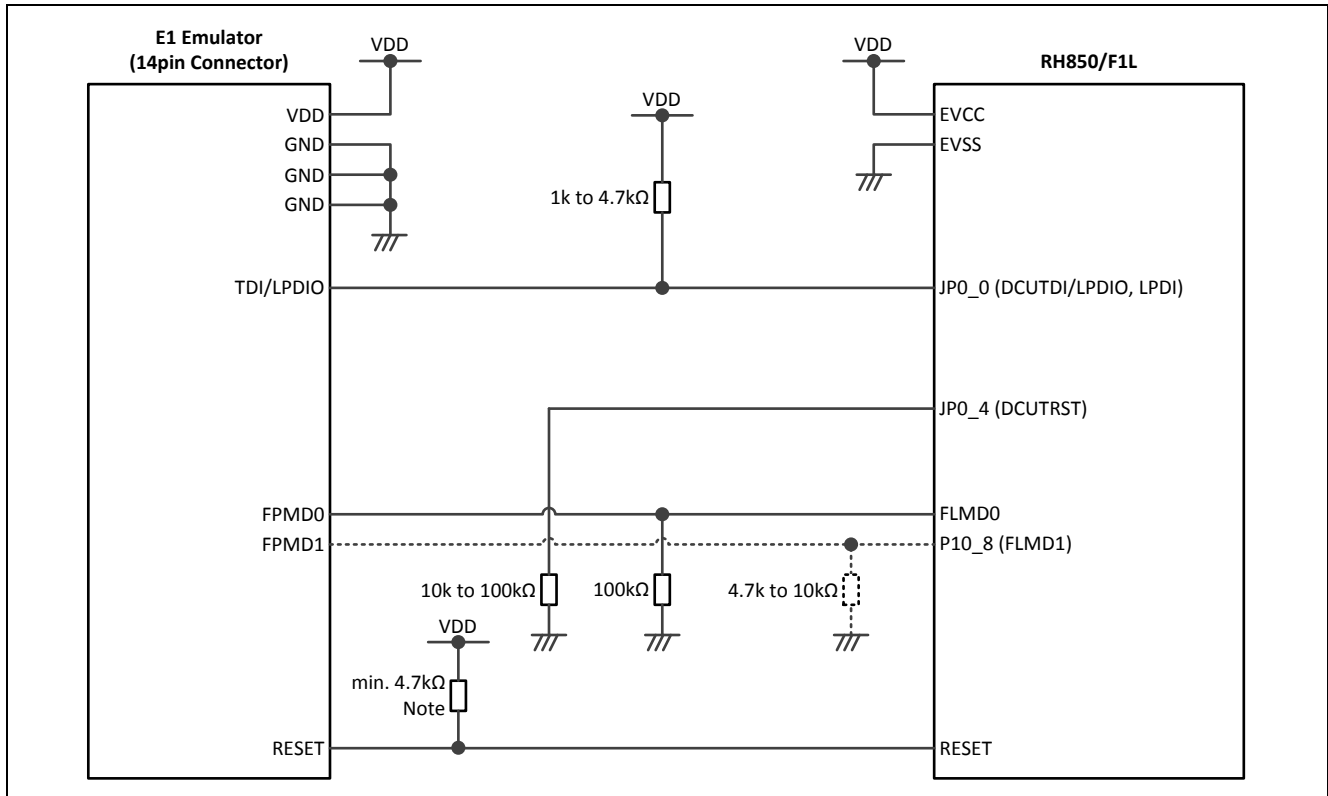 E1 Emulator
(14pin Connector)
VDD
VDD
RH850/F1L
VDD
VDD
EVCC
GND
EVSS
GND
GND
1k to 4.7kΩ
TDI/LPDIO
JP0_0 (DCUTDI/LPDIO, LPDI)
JP0_4 (DCUTRST)
FPMD0
FLMD0
FPMD1
P10_8 (FLMD1)
10k to 100kΩ
100kΩ
4.7k to 10kΩ
VDD
min. 4.7kΩ
Note
RESET
RESET